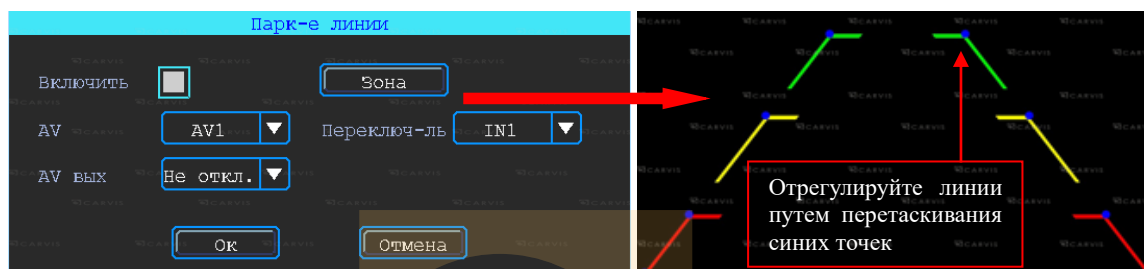 Парк-е линии
Включить
Зона
AV AV1 Переключ-ль IN1
AV вых Не откл.
Ок Отмена
Отрегулируйте линии
путем перетаскивания
синих точек
CARVIS